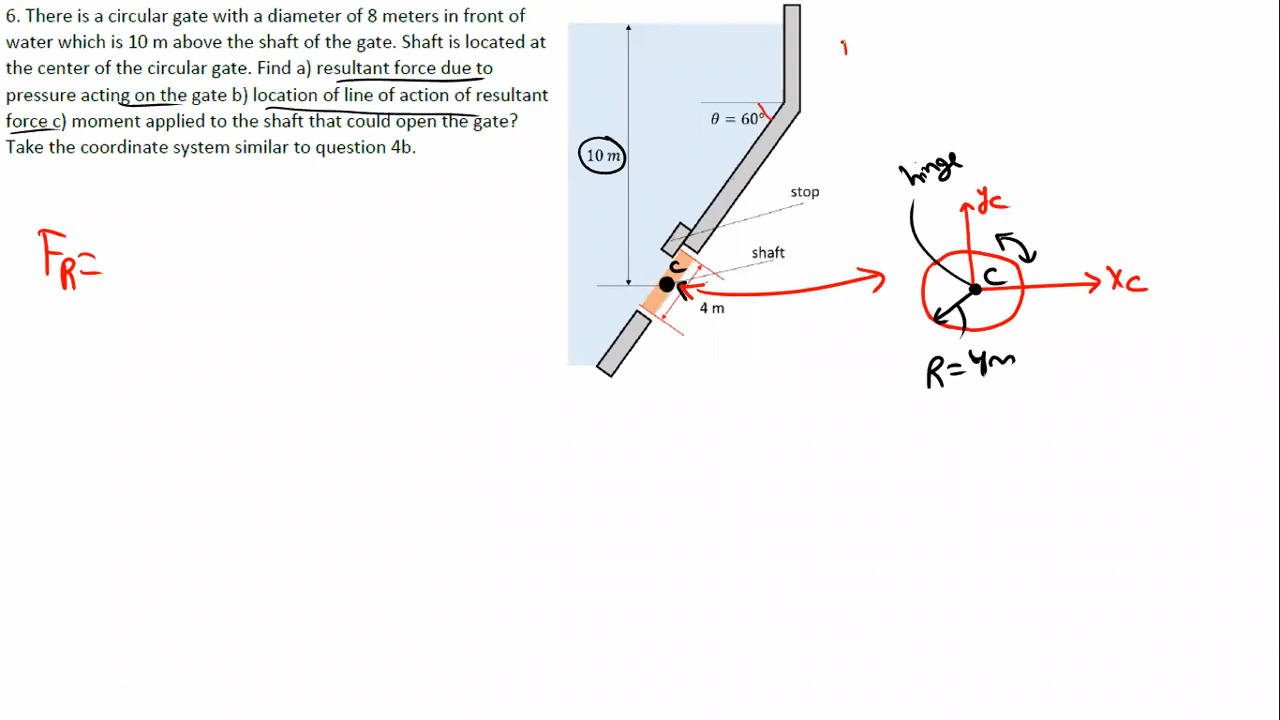 6. There is a circular gate with a diameter of 8 meters in front of
water which is 10 m above the shaft of the gate. Shaft is located at
the center of the circular gate. Find a) resultant force due to
pressure acting on the gate b) location of line of action of resultant
force c) moment applied to the shaft that could open the gate?
Take the coordinate system similar to question 4b.
θ = 60°
10 m
stop
shaft
C
4 m
hinge
yc
C
xc
R=4m
FR=